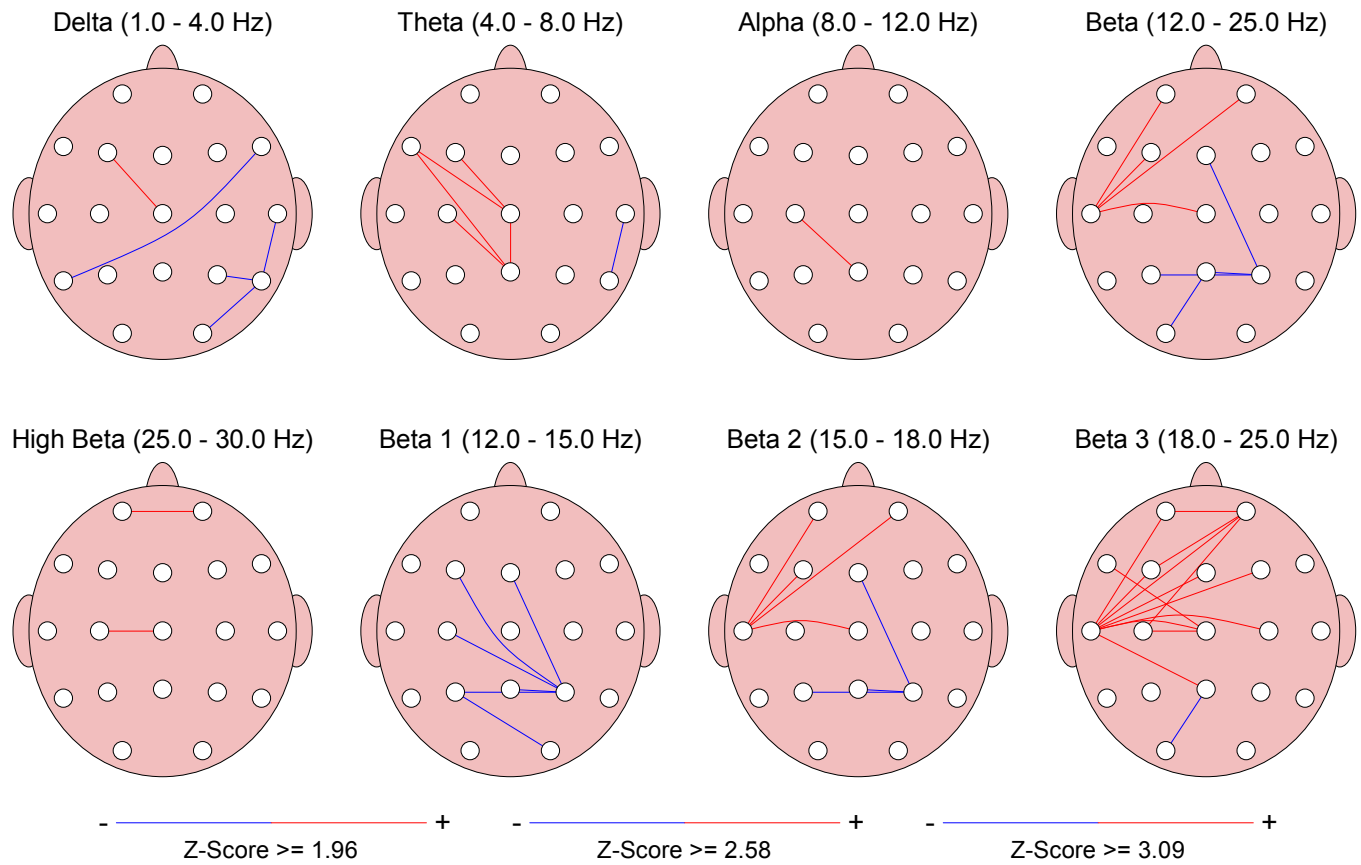 Delta (1.0 - 4.0 Hz)
Theta (4.0 - 8.0 Hz)
Alpha (8.0 - 12.0 Hz)
Beta (12.0 - 25.0 Hz)
High Beta (25.0 - 30.0 Hz)
Beta 1 (12.0 - 15.0 Hz)
Beta 2 (15.0 - 18.0 Hz)
Beta 3 (18.0 - 25.0 Hz)
- +
Z-Score >= 1.96
- +
Z-Score >= 2.58
- +
Z-Score >= 3.09